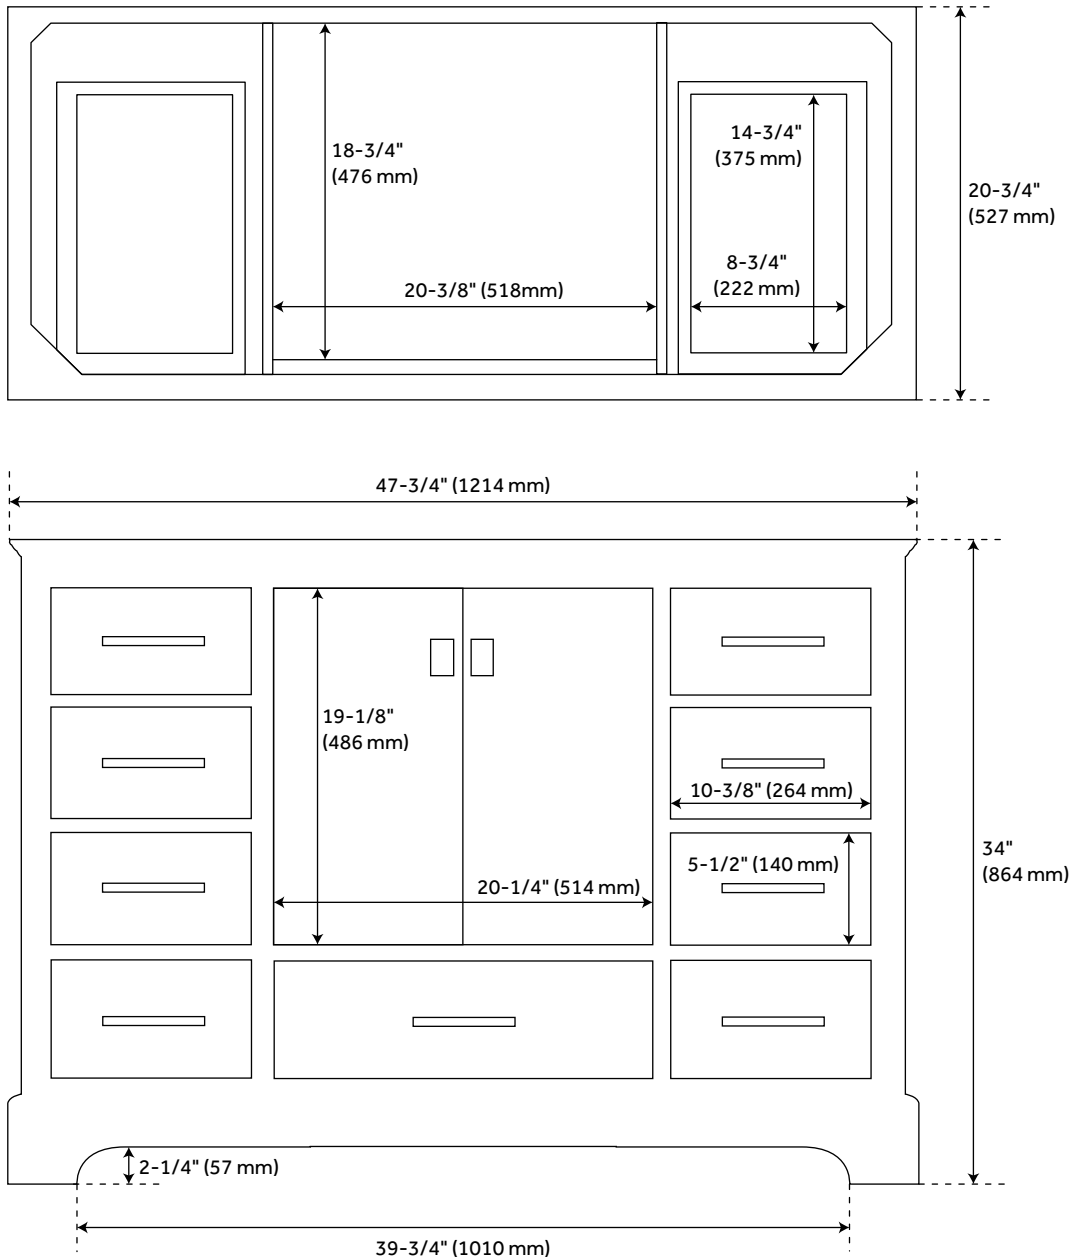 18-3/4"
(476 mm)
14-3/4"
(375 mm)
20-3/4"
(527 mm)
8-3/4"
(222 mm)
20-3/8" (518mm)
47-3/4" (1214 mm)
19-1/8"
(486 mm)
10-3/8" (264 mm)
34"
(864 mm)
5-1/2" (140 mm)
20-1/4" (514 mm)
2-1/4" (57 mm)
39-3/4" (1010 mm)